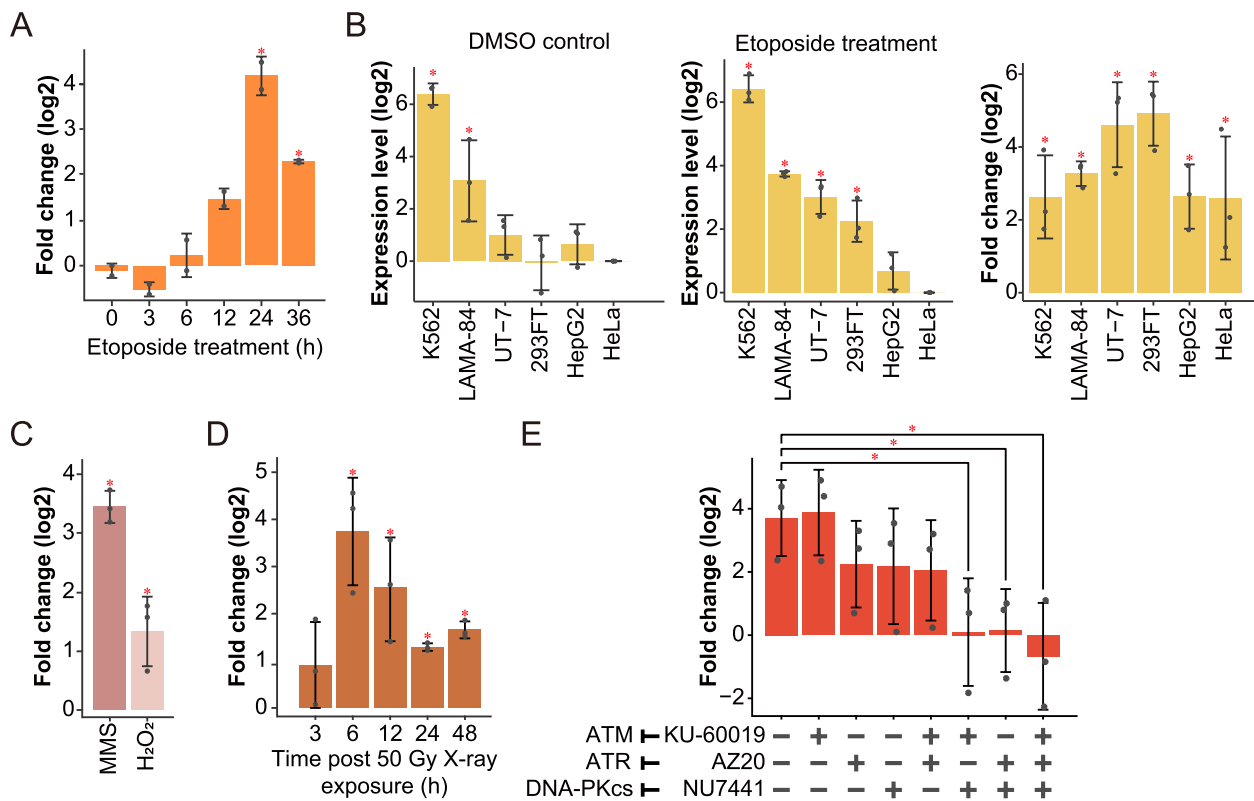 A
Fold change (log2)
4
3
2
1
0
*
*
0 3 6 12 24 36
Etoposide treatment (h)
B
DMSO control
Expression level (log2)
6
4
2
0
*
*
K562 LAMA-84 UT-7 293FT HepG2 HeLa
Etoposide treatment
Expression level (log2)
6
4
2
0
*
*
*
*
K562 LAMA-84 UT-7 293FT HepG2 HeLa
Fold change (log2)
6
4
2
0
*
*
*
*
*
*
K562 LAMA-84 UT-7 293FT HepG2 HeLa
C
Fold change (log2)
4
3
2
1
0
*
*
MMS H₂O₂
D
Fold change (log2)
5
4
3
2
1
0
*
*
*
*
3 6 12 24 48
Time post 50 Gy X-ray
exposure (h)
E
Fold change (log2)
4
2
0
−2
*
*
*
ATM KU-60019 − + − − + + − +
ATR AZ20 − − + − + − + +
DNA-PKcs NU7441 − − − + − + + +